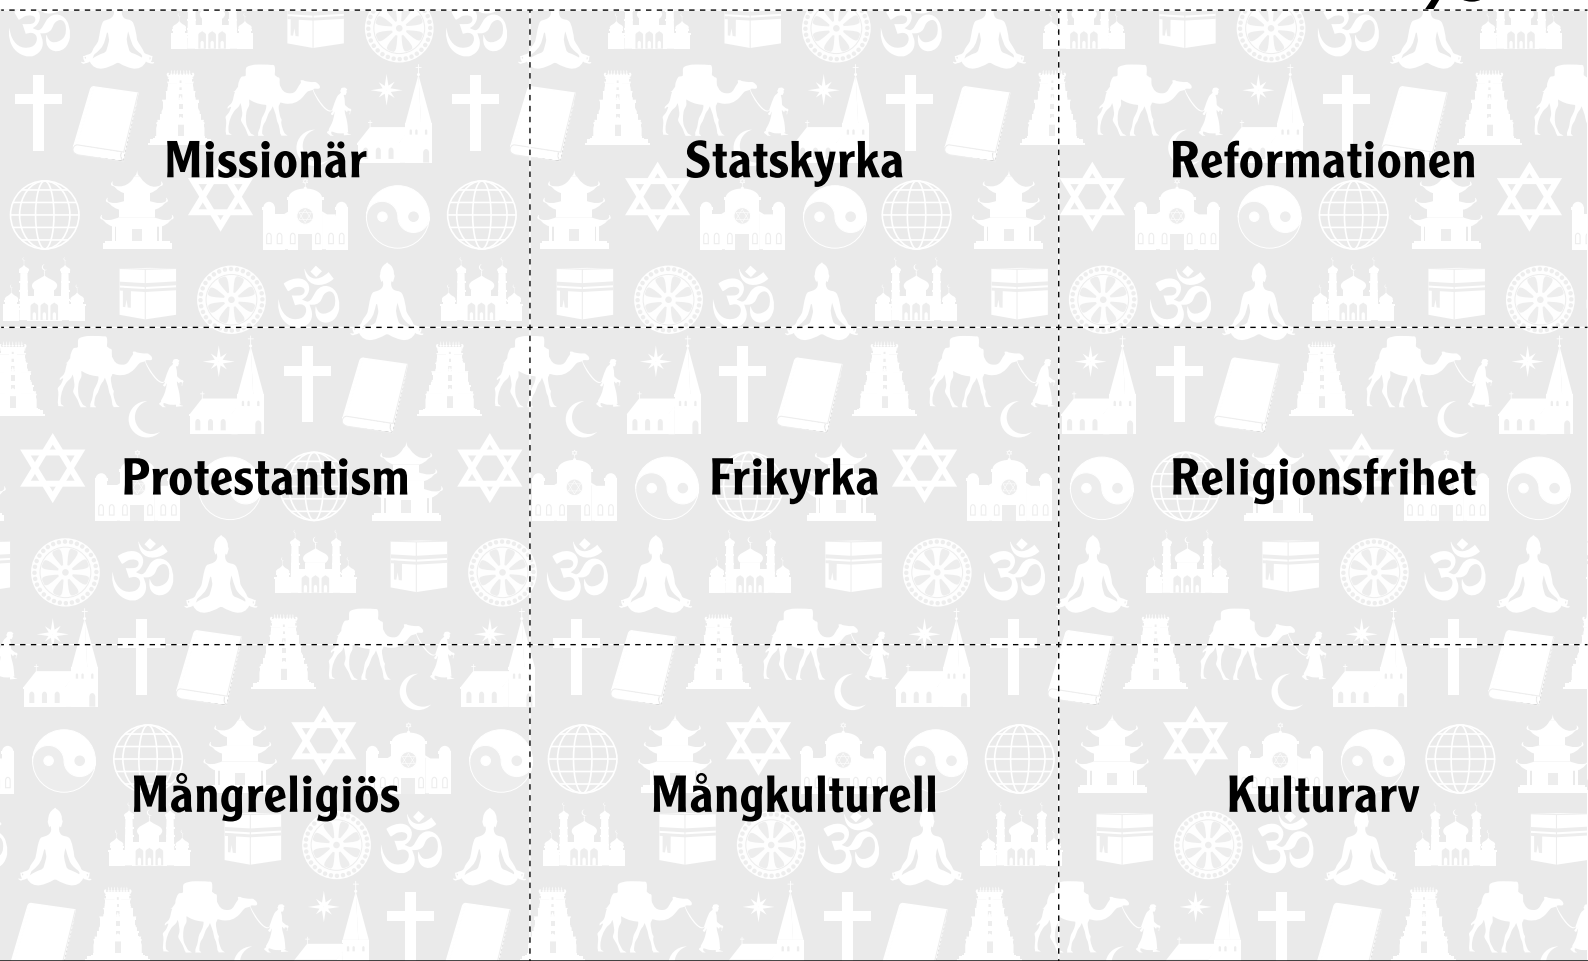 Missionär
Statskyrka
Reformationen
Protestantism
Frikyrka
Religionsfrihet
Mångreligiös
Mångkulturell
Kulturarv